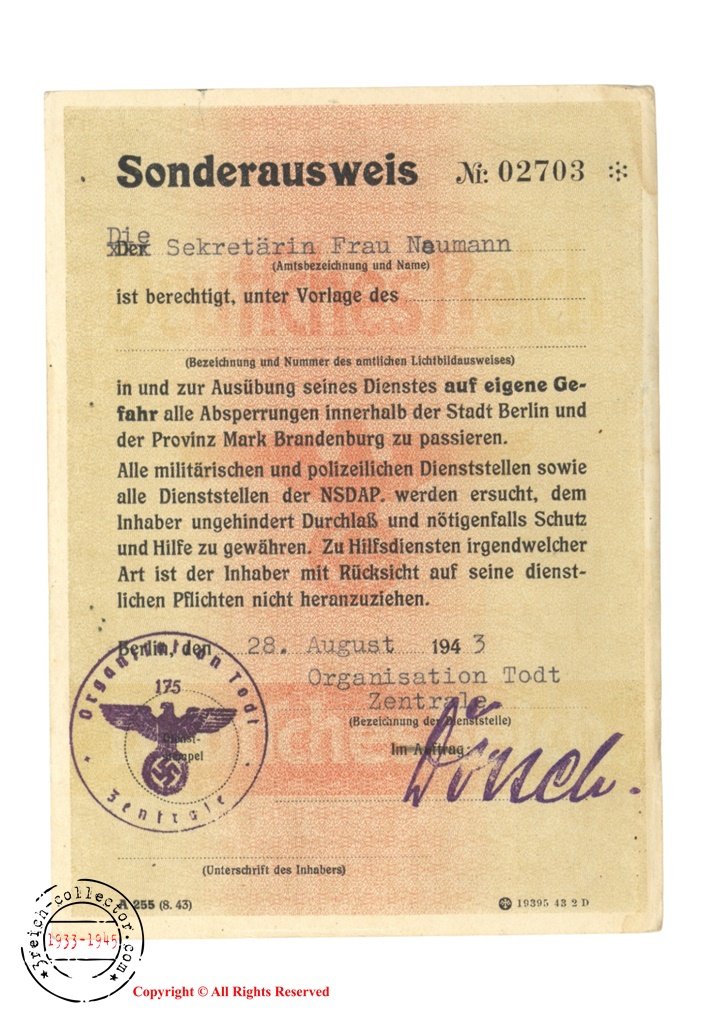 Sonderausweis Nr: 02703
Die
xDerx Sekretärin Frau Neumann
(Amtsbezeichnung und Name)
ist berechtigt, unter Vorlage des
(Bezeichnung und Nummer des amtlichen Lichtbildausweises)
in und zur Ausübung seines Dienstes auf eigene Ge-
fahr alle Absperrungen innerhalb der Stadt Berlin und
der Provinz Mark Brandenburg zu passieren.
Alle militärischen und polizeilichen Dienststellen sowie
alle Dienststellen der NSDAP. werden ersucht, dem
Inhaber ungehindert Durchlaß und nötigenfalls Schutz
und Hilfe zu gewähren. Zu Hilfsdiensten irgendwelcher
Art ist der Inhaber mit Rücksicht auf seine dienst-
lichen Pflichten nicht heranzuziehen.
Berlin, den 28. August 1943
Organisation Todt
Zentrale
(Bezeichnung der Dienststelle)
Im Auftrag:
Organisation Todt
175
Dienst-
stempel
Zentrale
(Unterschrift des Inhabers)
A 255 (8. 43)
19395 43 2 D
3reich-collector.com
1933-1945
Copyright © All Rights Reserved